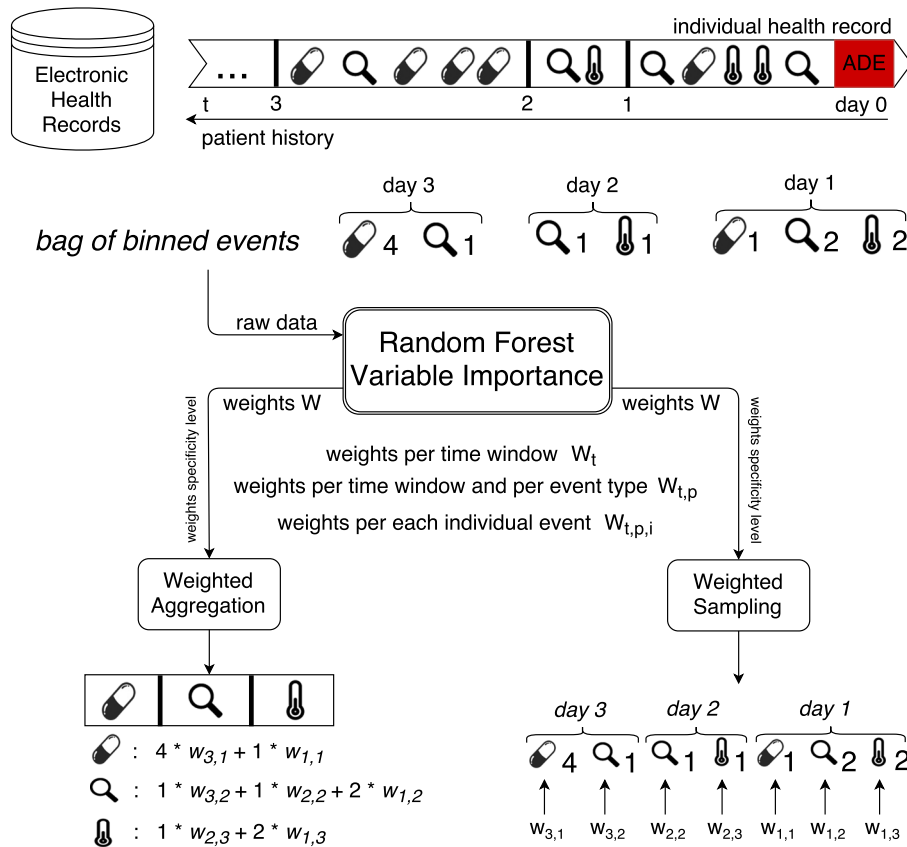 individual health record
Electronic
Health
Records
... ADE
t 3 2 1 day 0
patient history
day 3 day 2 day 1
bag of binned events 4 1 1 1 1 2 2
raw data
Random Forest
Variable Importance
weights W weights W
weights specificity level
weights specificity level
weights per time window W_t
weights per time window and per event type W_t,p
weights per each individual event W_t,p,i
Weighted
Aggregation
Weighted
Sampling
day 3 day 2 day 1
4 1 1 1 1 2 2
w_3,1 w_3,2 w_2,2 w_2,3 w_1,1 w_1,2 w_1,3
: 4 * w_3,1 + 1 * w_1,1
: 1 * w_3,2 + 1 * w_2,2 + 2 * w_1,2
: 1 * w_2,3 + 2 * w_1,3